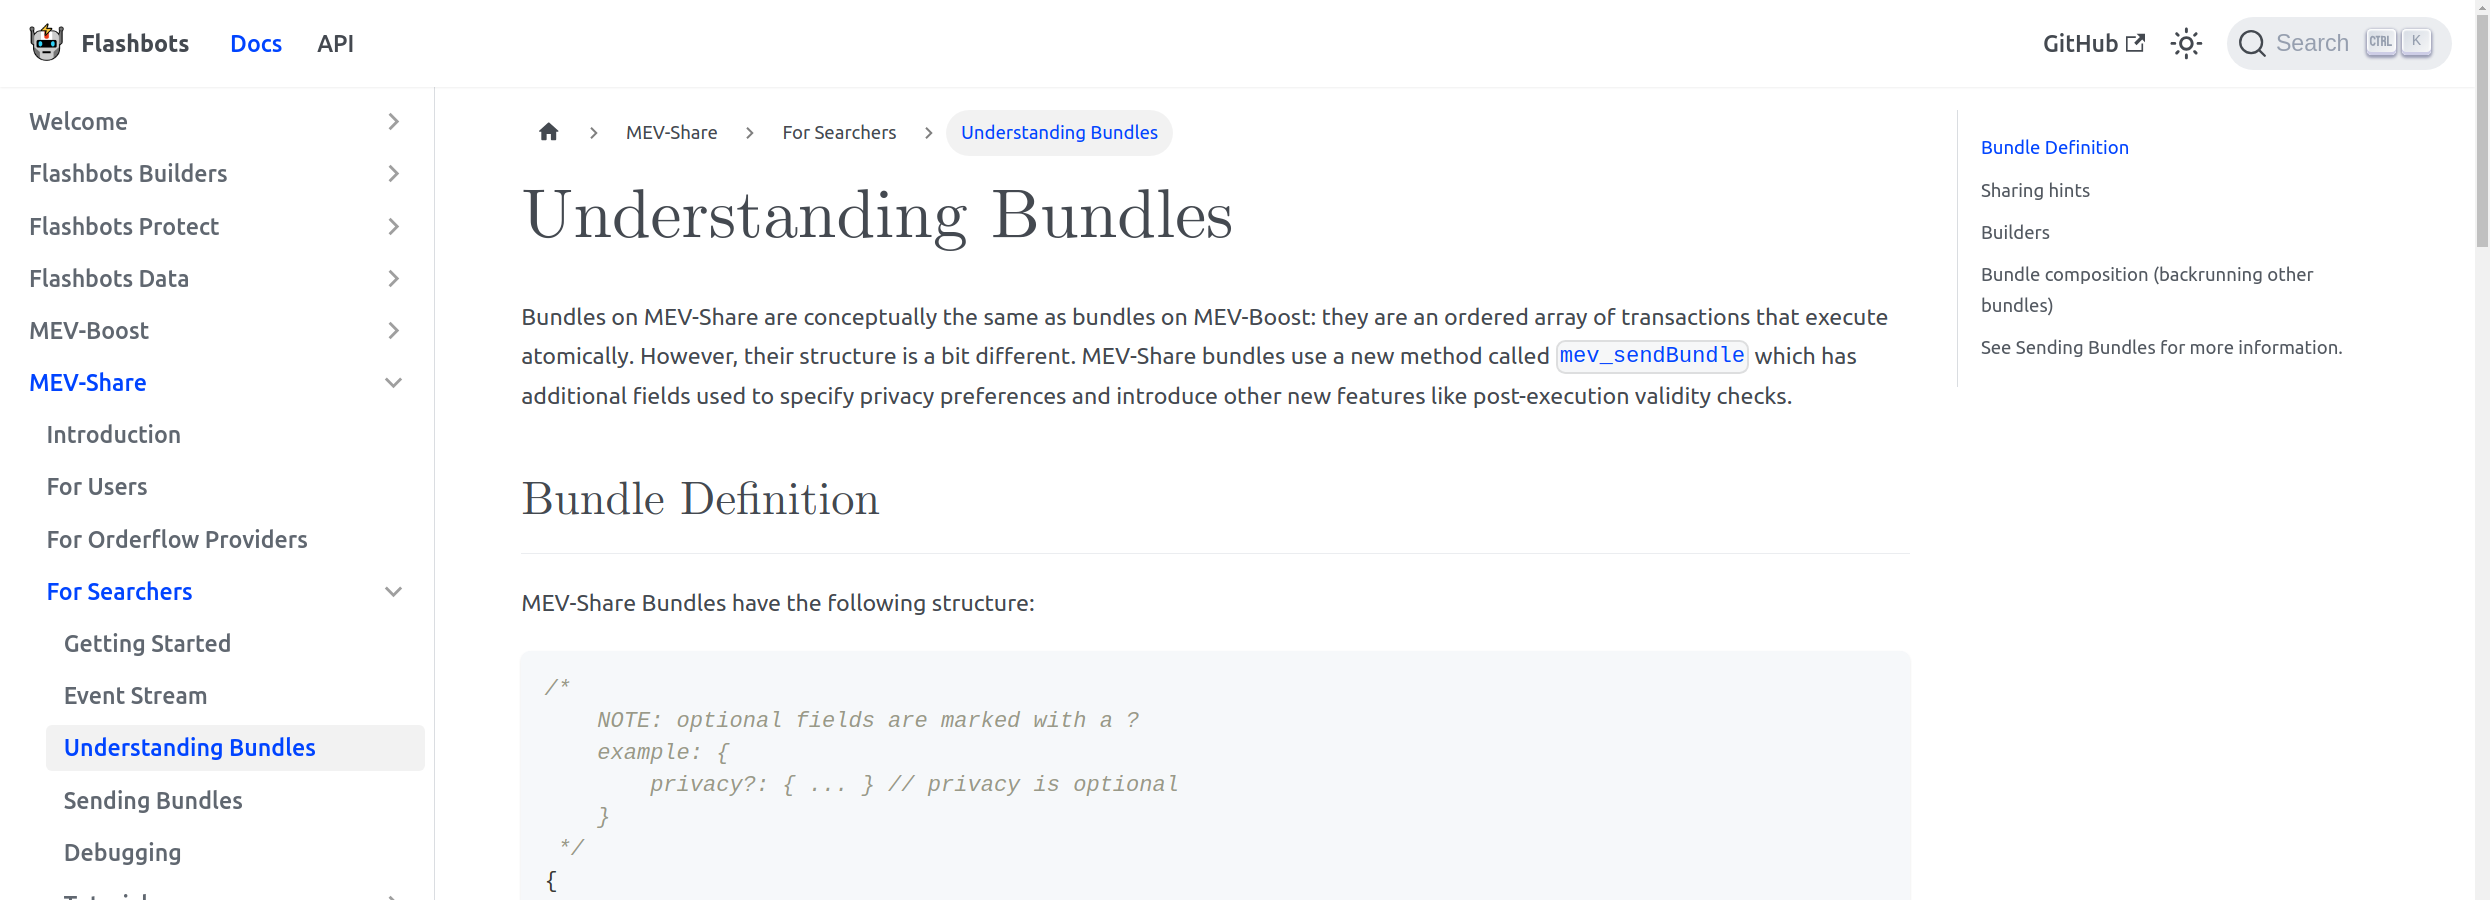 Flashbots Docs API GitHub Search CTRL K
Welcome
Flashbots Builders
Flashbots Protect
Flashbots Data
MEV-Boost
MEV-Share
Introduction
For Users
For Orderflow Providers
For Searchers
Getting Started
Event Stream
Understanding Bundles
Sending Bundles
Debugging
MEV-Share For Searchers Understanding Bundles
Understanding Bundles
Bundles on MEV-Share are conceptually the same as bundles on MEV-Boost: they are an ordered array of transactions that execute
atomically. However, their structure is a bit different. MEV-Share bundles use a new method called mev_sendBundle which has
additional fields used to specify privacy preferences and introduce other new features like post-execution validity checks.
Bundle Definition
MEV-Share Bundles have the following structure:
/*
NOTE: optional fields are marked with a ?
example: {
privacy?: { ... } // privacy is optional
}
*/
{
Bundle Definition
Sharing hints
Builders
Bundle composition (backrunning other
bundles)
See Sending Bundles for more information.